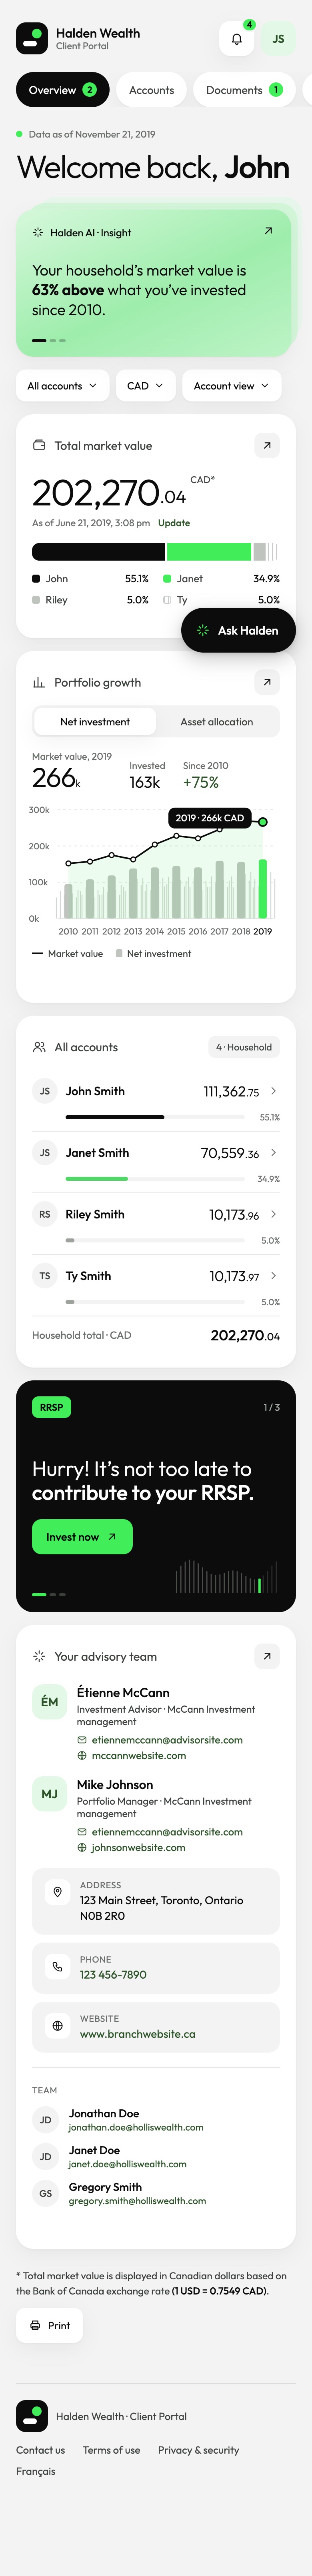 Halden Wealth
Client Portal
4
JS
Overview 2
Accounts
Documents 1
Data as of November 21, 2019
Welcome back, John
Halden AI · Insight
Your household’s market value is
63% above what you’ve invested
since 2010.
All accounts
CAD
Account view
Total market value
202,270.04 CAD*
As of June 21, 2019, 3:08 pm Update
John 55.1%
Janet 34.9%
Riley 5.0%
Ty 5.0%
Ask Halden
Portfolio growth
Net investment
Asset allocation
Market value, 2019
266k
Invested
163k
Since 2010
+75%
300k
200k
100k
0k
2019 · 266k CAD
2010 2011 2012 2013 2014 2015 2016 2017 2018 2019
Market value
Net investment
All accounts
4 · Household
JS John Smith 111,362.75
55.1%
JS Janet Smith 70,559.36
34.9%
RS Riley Smith 10,173.96
5.0%
TS Ty Smith 10,173.97
5.0%
Household total · CAD 202,270.04
RRSP
1 / 3
Hurry! It’s not too late to
contribute to your RRSP.
Invest now
Your advisory team
ÉM
Étienne McCann
Investment Advisor · McCann Investment
management
etiennemccann@advisorsite.com
mccannwebsite.com
MJ
Mike Johnson
Portfolio Manager · McCann Investment
management
etiennemccann@advisorsite.com
johnsonwebsite.com
ADDRESS
123 Main Street, Toronto, Ontario
N0B 2R0
PHONE
123 456-7890
WEBSITE
www.branchwebsite.ca
TEAM
JD
Jonathan Doe
jonathan.doe@holliswealth.com
JD
Janet Doe
janet.doe@holliswealth.com
GS
Gregory Smith
gregory.smith@holliswealth.com
* Total market value is displayed in Canadian dollars based on
the Bank of Canada exchange rate (1 USD = 0.7549 CAD).
Print
Halden Wealth · Client Portal
Contact us
Terms of use
Privacy & security
Français